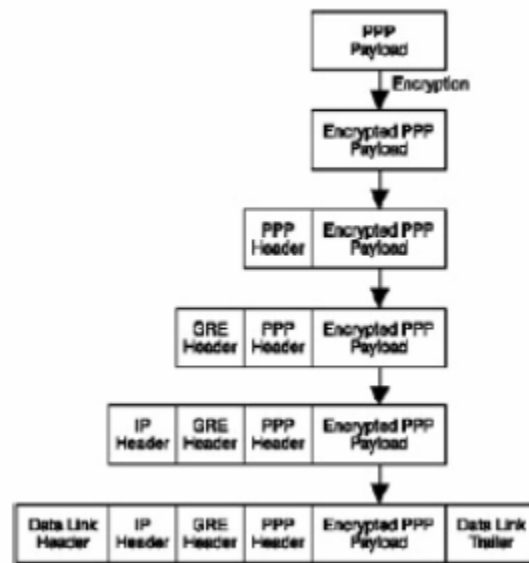 PPP
Payload
Encryption
Encrypted PPP
Payload
PPP
Header
Encrypted PPP
Payload
GRE
Header
PPP
Header
Encrypted PPP
Payload
IP
Header
GRE
Header
PPP
Header
Encrypted PPP
Payload
Data Link
Header
IP
Header
GRE
Header
PPP
Header
Encrypted PPP
Payload
Data Link
Trailer